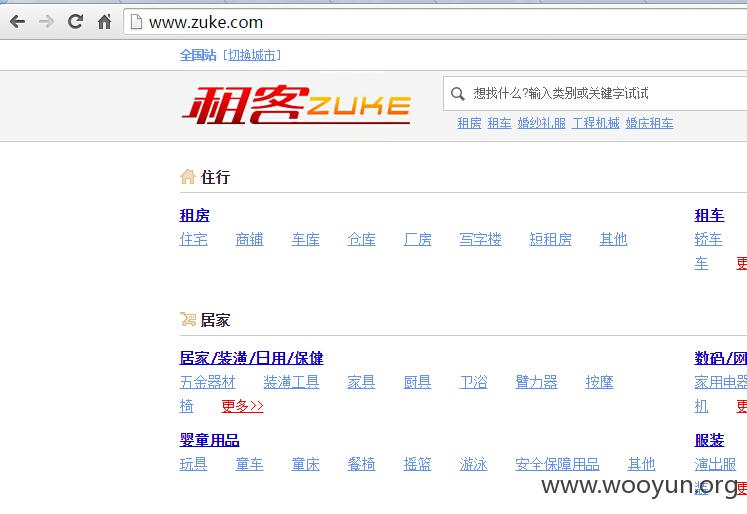 www.zuke.com
全国站 [切换城市]
租客ZUKE
想找什么?输入类别或关键字试试
租房 租车 婚纱礼服 工程机械 婚庆租车
住行
租房 租车
住宅 商铺 车库 仓库 厂房 写字楼 短租房 其他 轿车
车 更
居家
居家/装潢/日用/保健 数码/网
五金器材 装潢工具 家具 厨具 卫浴 臂力器 按摩 家用电器
椅 更多>> 机 更
婴童用品 服装
玩具 童车 童床 餐椅 摇篮 游泳 安全保障用品 其他 演出服
装 更
www.wooyun.org